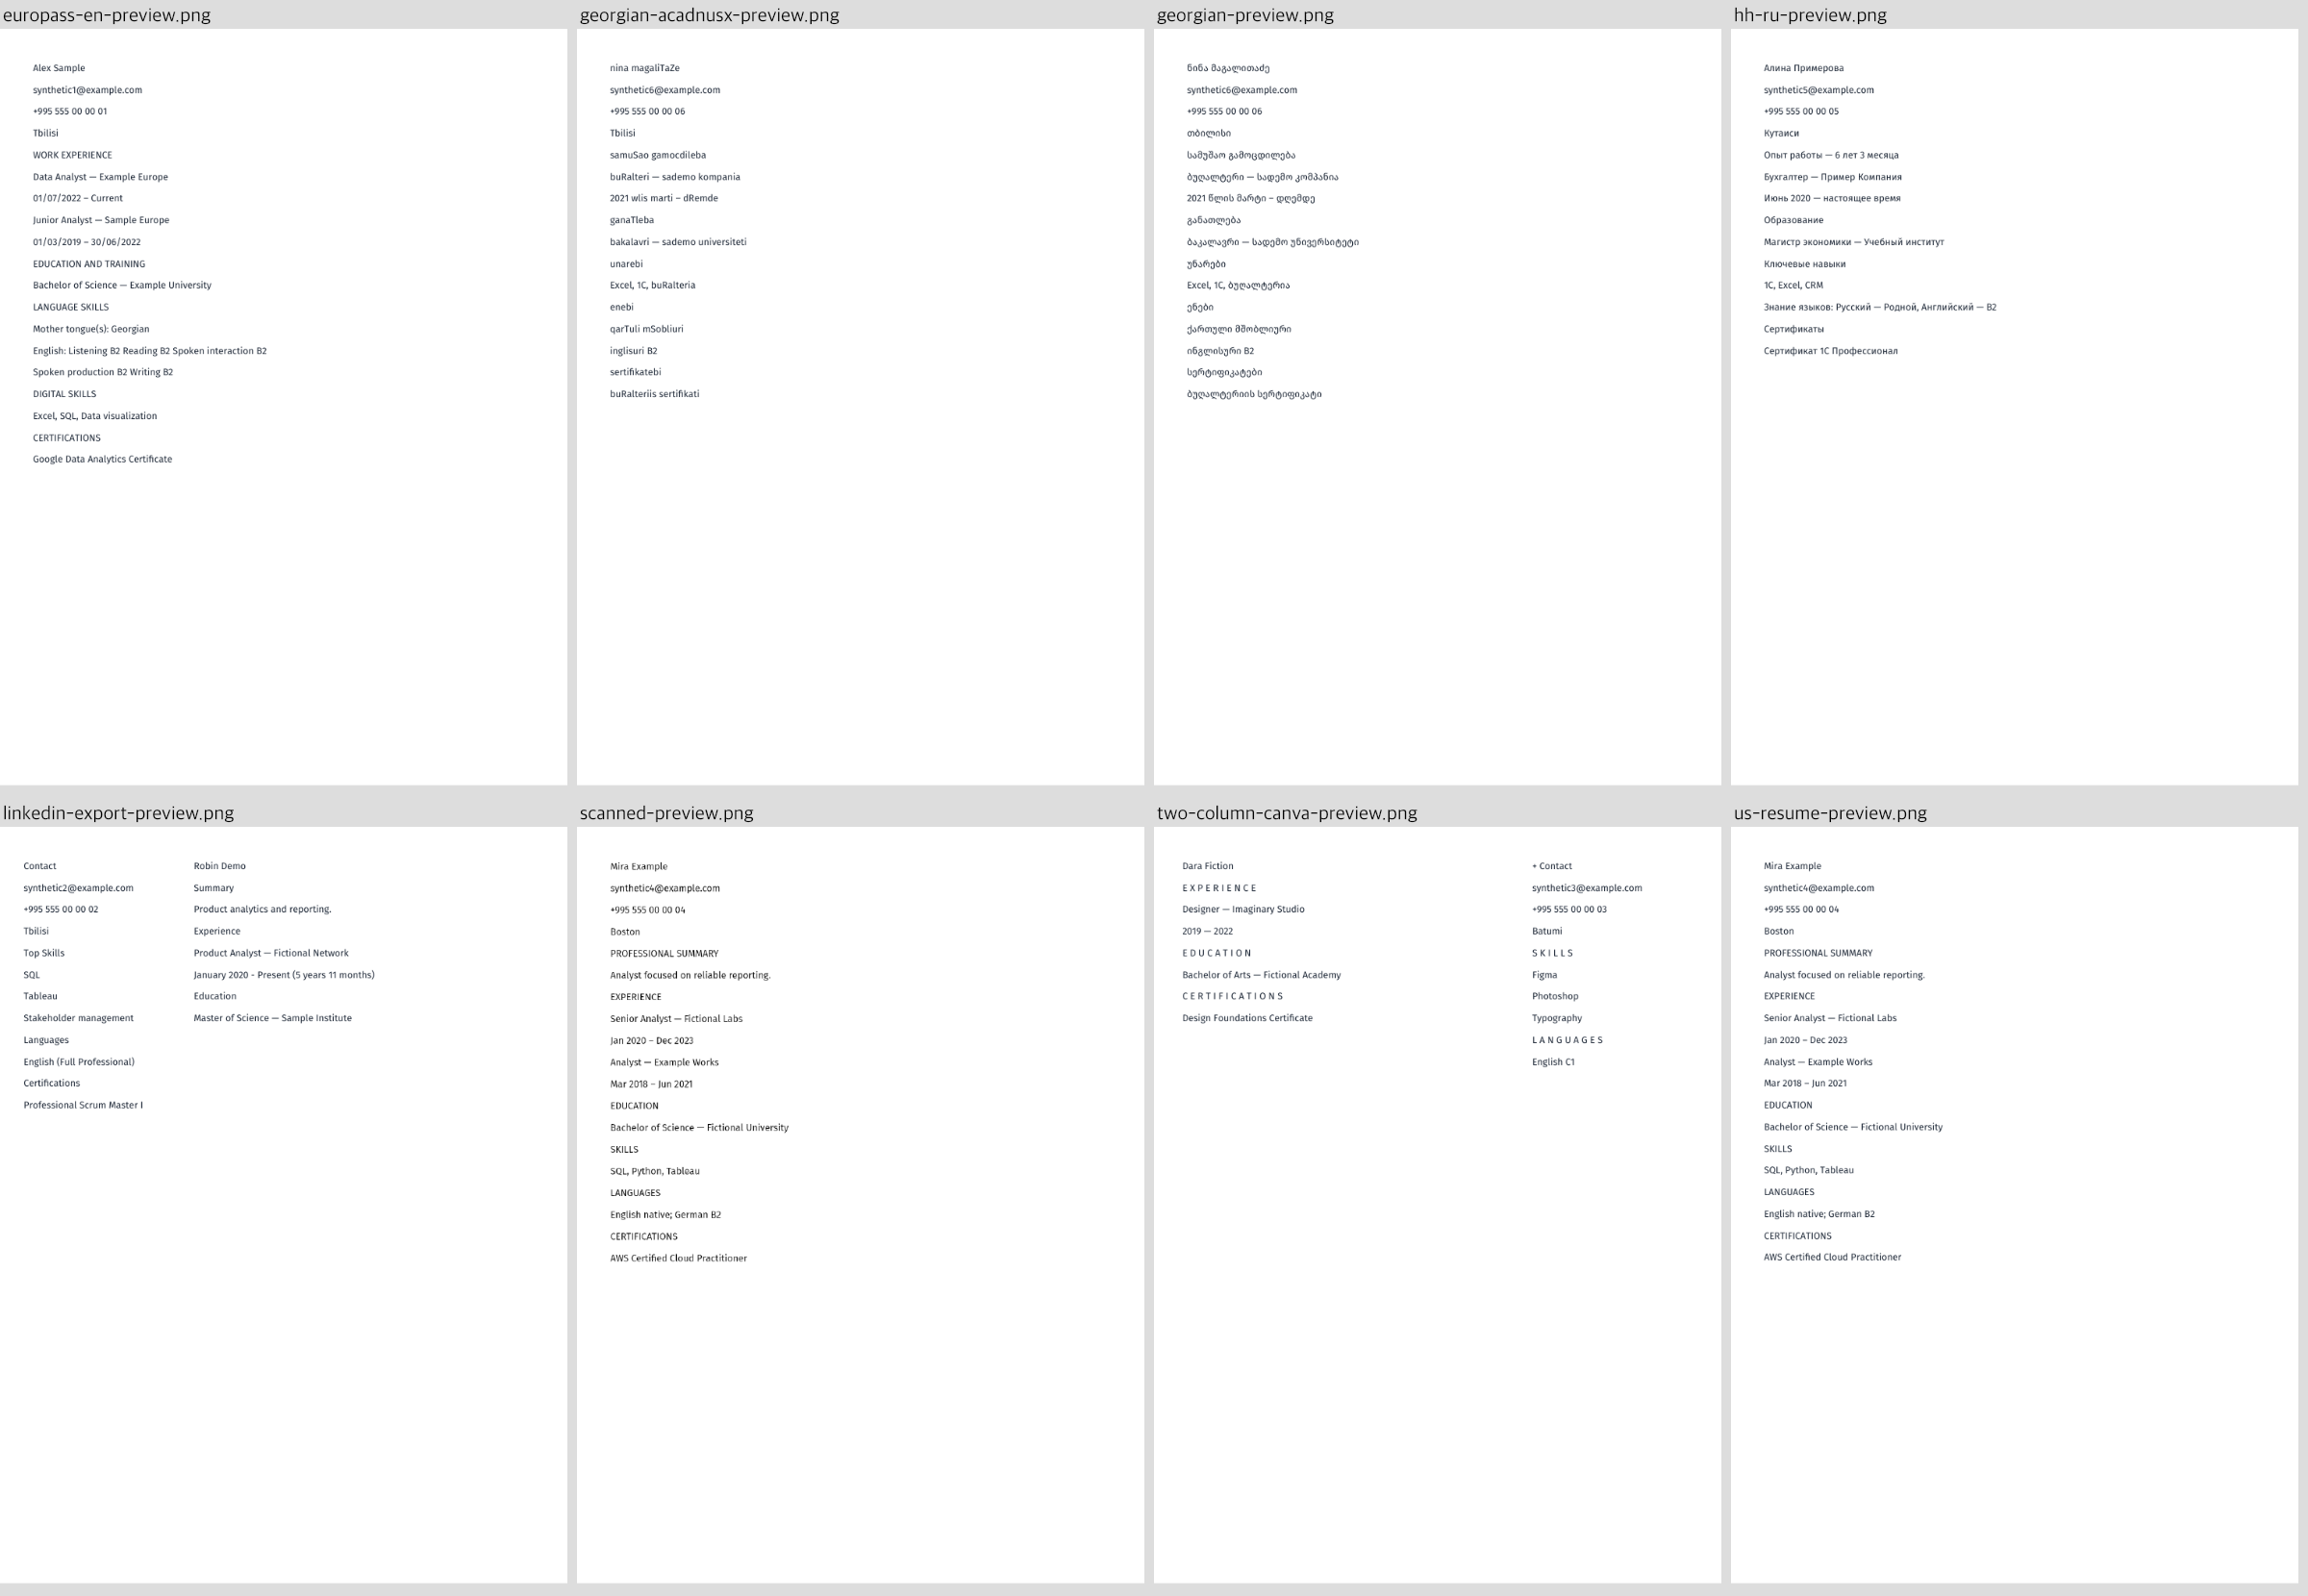 europass-en-preview.png
Alex Sample
synthetic1@example.com
+995 555 00 00 01
Tbilisi
WORK EXPERIENCE
Data Analyst — Example Europe
01/07/2022 – Current
Junior Analyst — Sample Europe
01/03/2019 – 30/06/2022
EDUCATION AND TRAINING
Bachelor of Science — Example University
LANGUAGE SKILLS
Mother tongue(s): Georgian
English: Listening B2 Reading B2 Spoken interaction B2
Spoken production B2 Writing B2
DIGITAL SKILLS
Excel, SQL, Data visualization
CERTIFICATIONS
Google Data Analytics Certificate
georgian-acadnusx-preview.png
nina magaliTaZe
synthetic6@example.com
+995 555 00 00 06
Tbilisi
samuSao gamocdileba
buRalteri — sademo kompania
2021 wlis marti – dRemde
ganaTleba
bakalavri — sademo universiteti
unarebi
Excel, 1C, buRalteria
enebi
qarTuli mSobliuri
inglisuri B2
sertifikatebi
buRalteriis sertifikati
georgian-preview.png
ნინა მაგალითაძე
synthetic6@example.com
+995 555 00 00 06
თბილისი
სამუშაო გამოცდილება
ბუღალტერი — სადემო კომპანია
2021 წლის მარტი – დღემდე
განათლება
ბაკალავრი — სადემო უნივერსიტეტი
უნარები
Excel, 1C, ბუღალტერია
ენები
ქართული მშობლიური
ინგლისური B2
სერტიფიკატები
ბუღალტერიის სერტიფიკატი
hh-ru-preview.png
Алина Примерова
synthetic5@example.com
+995 555 00 00 05
Кутаиси
Опыт работы — 6 лет 3 месяца
Бухгалтер — Пример Компания
Июнь 2020 — настоящее время
Образование
Магистр экономики — Учебный институт
Ключевые навыки
1C, Excel, CRM
Знание языков: Русский — Родной, Английский — B2
Сертификаты
Сертификат 1С Профессионал
linkedin-export-preview.png
Contact
synthetic2@example.com
+995 555 00 00 02
Tbilisi
Top Skills
SQL
Tableau
Stakeholder management
Languages
English (Full Professional)
Certifications
Professional Scrum Master I
Robin Demo
Summary
Product analytics and reporting.
Experience
Product Analyst — Fictional Network
January 2020 - Present (5 years 11 months)
Education
Master of Science — Sample Institute
scanned-preview.png
Mira Example
synthetic4@example.com
+995 555 00 00 04
Boston
PROFESSIONAL SUMMARY
Analyst focused on reliable reporting.
EXPERIENCE
Senior Analyst — Fictional Labs
Jan 2020 – Dec 2023
Analyst — Example Works
Mar 2018 – Jun 2021
EDUCATION
Bachelor of Science — Fictional University
SKILLS
SQL, Python, Tableau
LANGUAGES
English native; German B2
CERTIFICATIONS
AWS Certified Cloud Practitioner
two-column-canva-preview.png
Dara Fiction
E X P E R I E N C E
Designer — Imaginary Studio
2019 — 2022
E D U C A T I O N
Bachelor of Arts — Fictional Academy
C E R T I F I C A T I O N S
Design Foundations Certificate
+ Contact
synthetic3@example.com
+995 555 00 00 03
Batumi
S K I L L S
Figma
Photoshop
Typography
L A N G U A G E S
English C1
us-resume-preview.png
Mira Example
synthetic4@example.com
+995 555 00 00 04
Boston
PROFESSIONAL SUMMARY
Analyst focused on reliable reporting.
EXPERIENCE
Senior Analyst — Fictional Labs
Jan 2020 – Dec 2023
Analyst — Example Works
Mar 2018 – Jun 2021
EDUCATION
Bachelor of Science — Fictional University
SKILLS
SQL, Python, Tableau
LANGUAGES
English native; German B2
CERTIFICATIONS
AWS Certified Cloud Practitioner